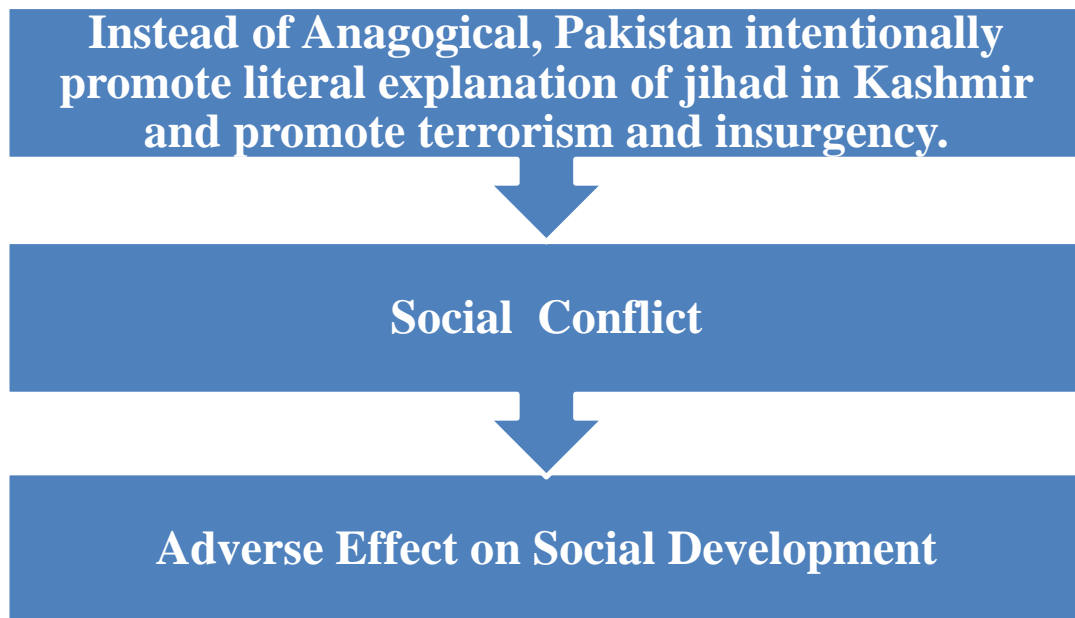 Instead of Anagogical, Pakistan intentionally
promote literal explanation of jihad in Kashmir
and promote terrorism and insurgency.
Social  Conflict
Adverse Effect on Social Development